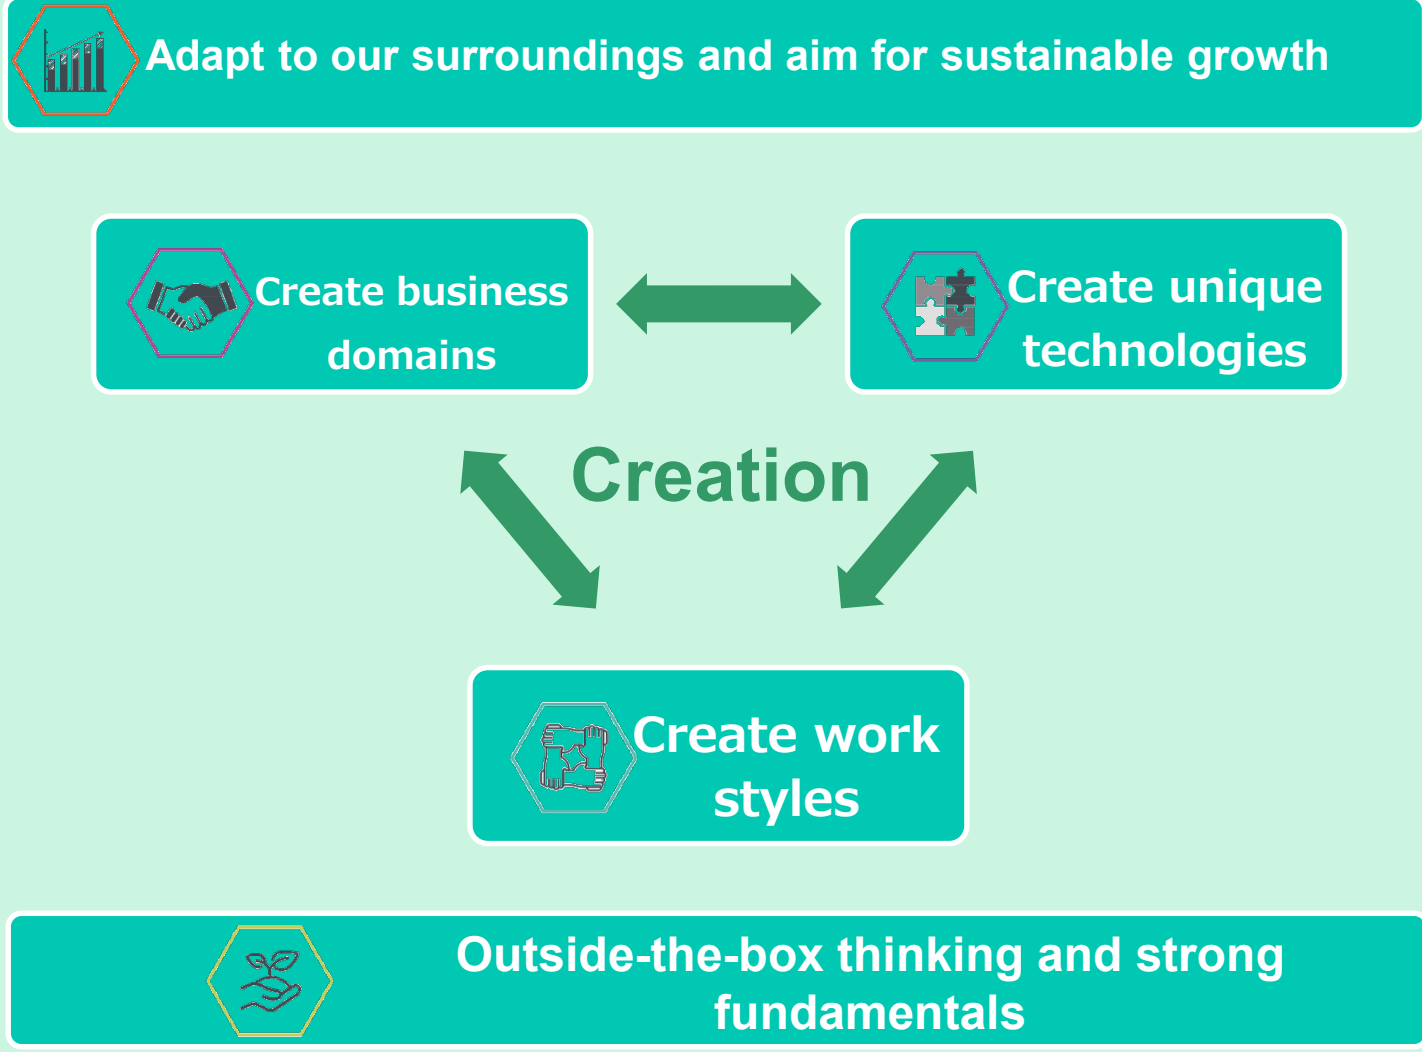 Adapt to our surroundings and aim for sustainable growth
Create business
domains
Create unique
technologies
Creation
Create work
styles
Outside-the-box thinking and strong
fundamentals